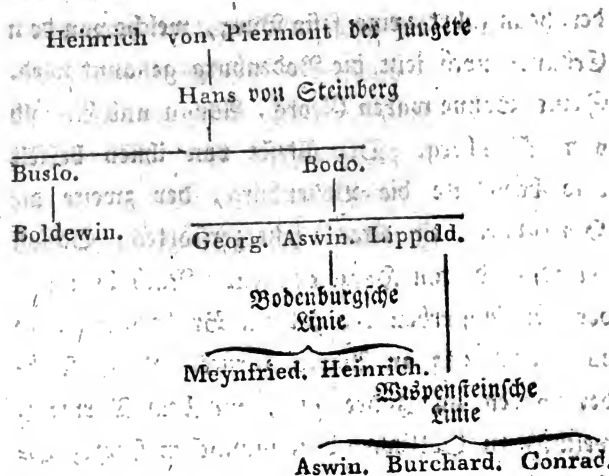 Heinrich von Piermont der jüngere
Hans von Steinberg
Busso. Bodo.
Boldewin. Georg. Aswin. Lippold.
Bodenburgsche
Linie
Meynfried. Heinrich.
Wispensteinsche
Linie
Aswin. Burchard. Conrad